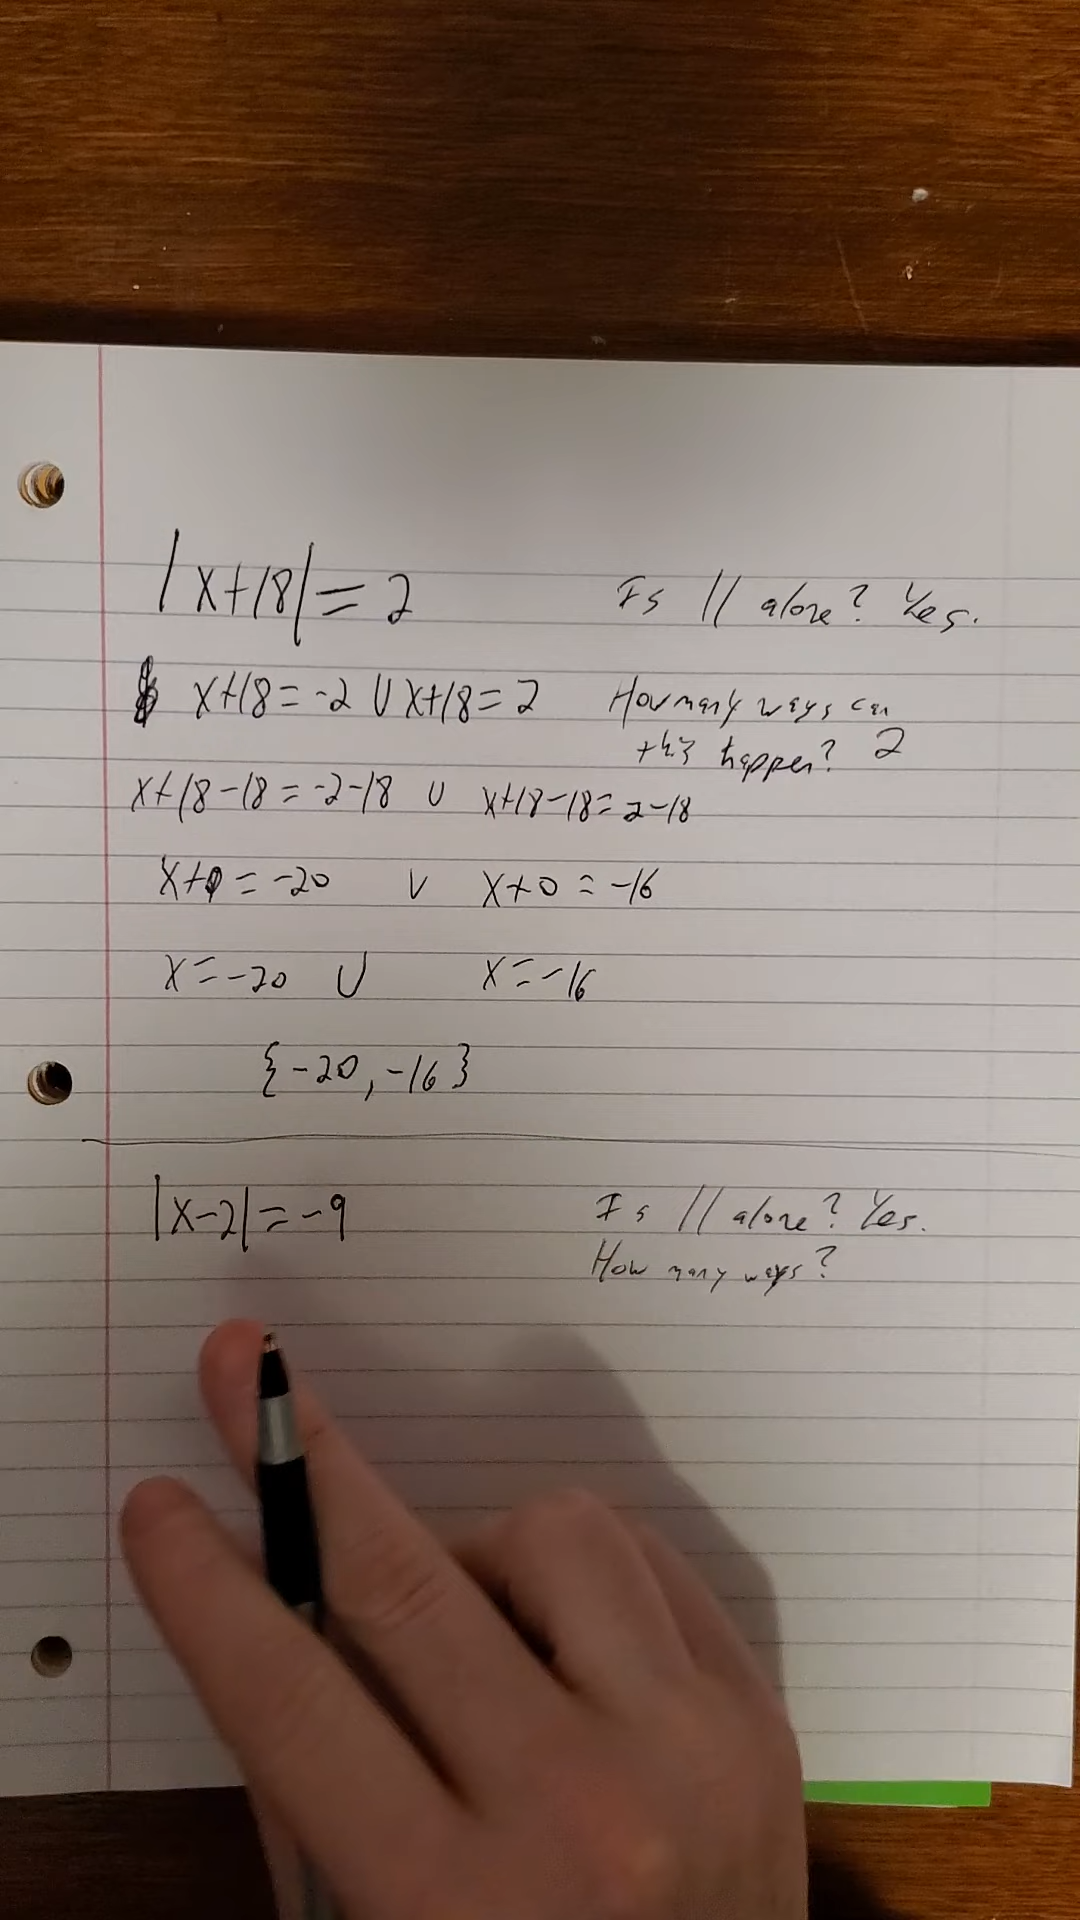 |x+18|=2 Is || alone? Yes.
x+18=-2 U x+18=2 How many ways can
this happen? 2
x+18-18=-2-18 U x+18-18=2-18
x+0=-20 U x+0=-16
x=-20 U x=-16
{-20,-16}
|x-2|=-9 Is || alone? Yes.
How many ways?